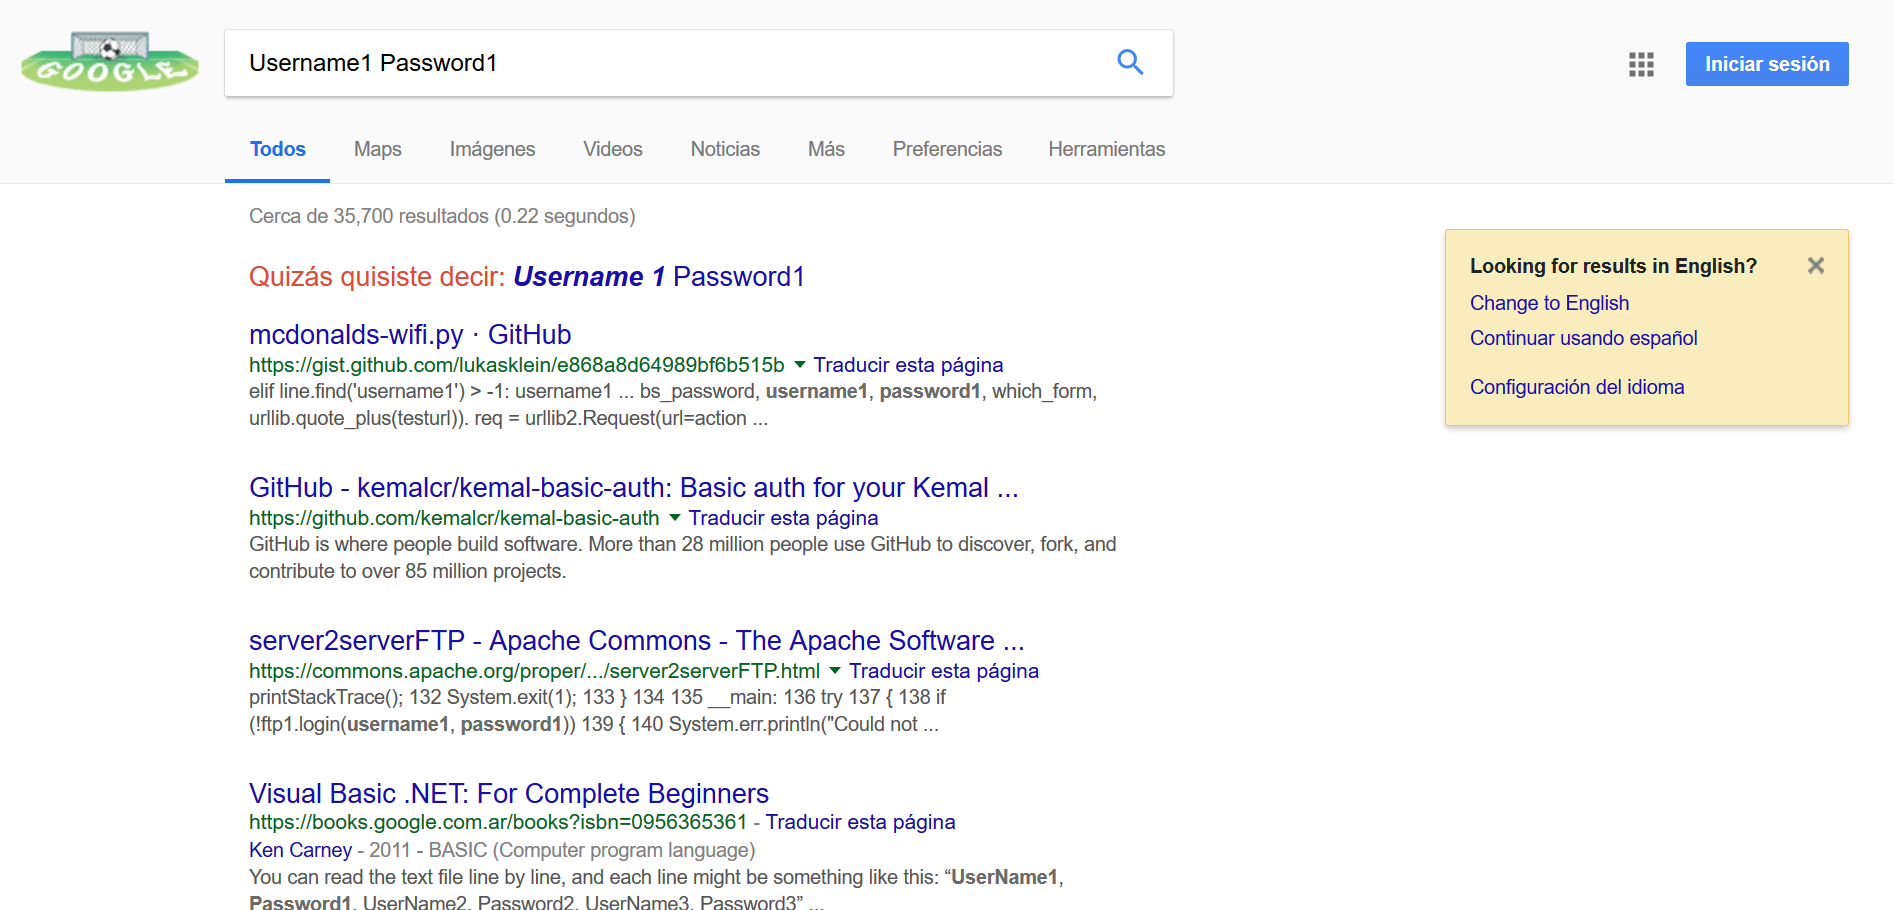 GOOGLE
Username1 Password1
Iniciar sesión
Todos Maps Imágenes Videos Noticias Más Preferencias Herramientas
Cerca de 35,700 resultados (0.22 segundos)
Quizás quisiste decir: Username 1 Password1
mcdonalds-wifi.py · GitHub
https://gist.github.com/lukasklein/e868a8d64989bf6b515b Traducir esta página
elif line.find('username1') > -1: username1 ... bs_password, username1, password1, which_form,
urllib.quote_plus(testurl)). req = urllib2.Request(url=action ...
GitHub - kemalcr/kemal-basic-auth: Basic auth for your Kemal ...
https://github.com/kemalcr/kemal-basic-auth Traducir esta página
GitHub is where people build software. More than 28 million people use GitHub to discover, fork, and
contribute to over 85 million projects.
server2serverFTP - Apache Commons - The Apache Software ...
https://commons.apache.org/proper/.../server2serverFTP.html Traducir esta página
printStackTrace(); 132 System.exit(1); 133 } 134 135 __main: 136 try 137 { 138 if
(!ftp1.login(username1, password1)) 139 { 140 System.err.println("Could not ...
Visual Basic .NET: For Complete Beginners
https://books.google.com.ar/books?isbn=0956365361 - Traducir esta página
Ken Carney - 2011 - BASIC (Computer program language)
You can read the text file line by line, and each line might be something like this: “UserName1,
Password1, UserName2, Password2, UserName3, Password3” ...
Looking for results in English?
Change to English
Continuar usando español
Configuración del idioma